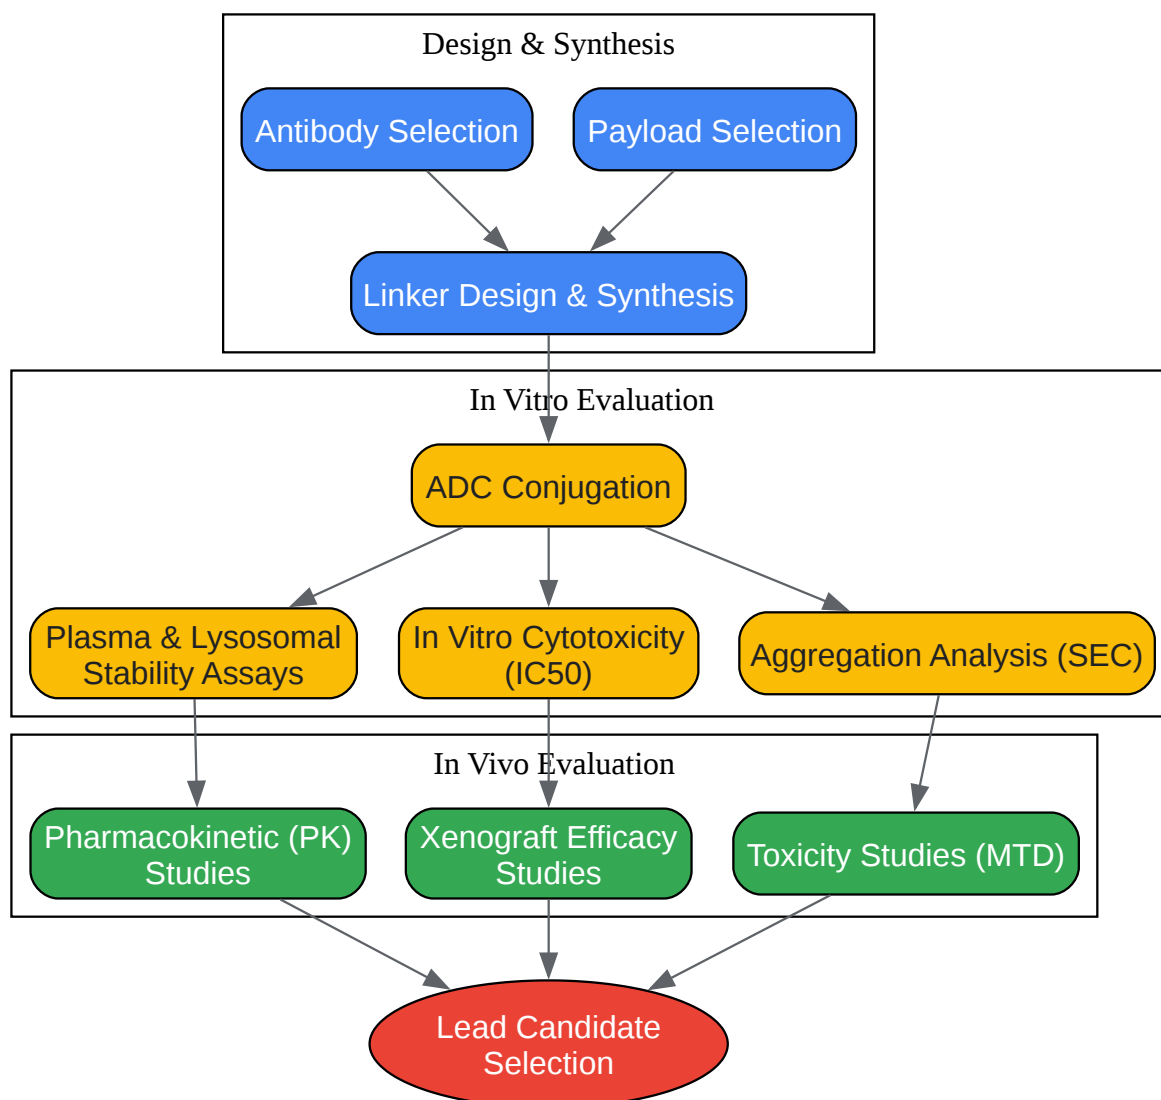 Design & Synthesis
Antibody Selection
Payload Selection
Linker Design & Synthesis
In Vitro Evaluation
ADC Conjugation
Plasma & Lysosomal
Stability Assays
In Vitro Cytotoxicity
(IC50)
Aggregation Analysis (SEC)
In Vivo Evaluation
Pharmacokinetic (PK)
Studies
Xenograft Efficacy
Studies
Toxicity Studies (MTD)
Lead Candidate
Selection